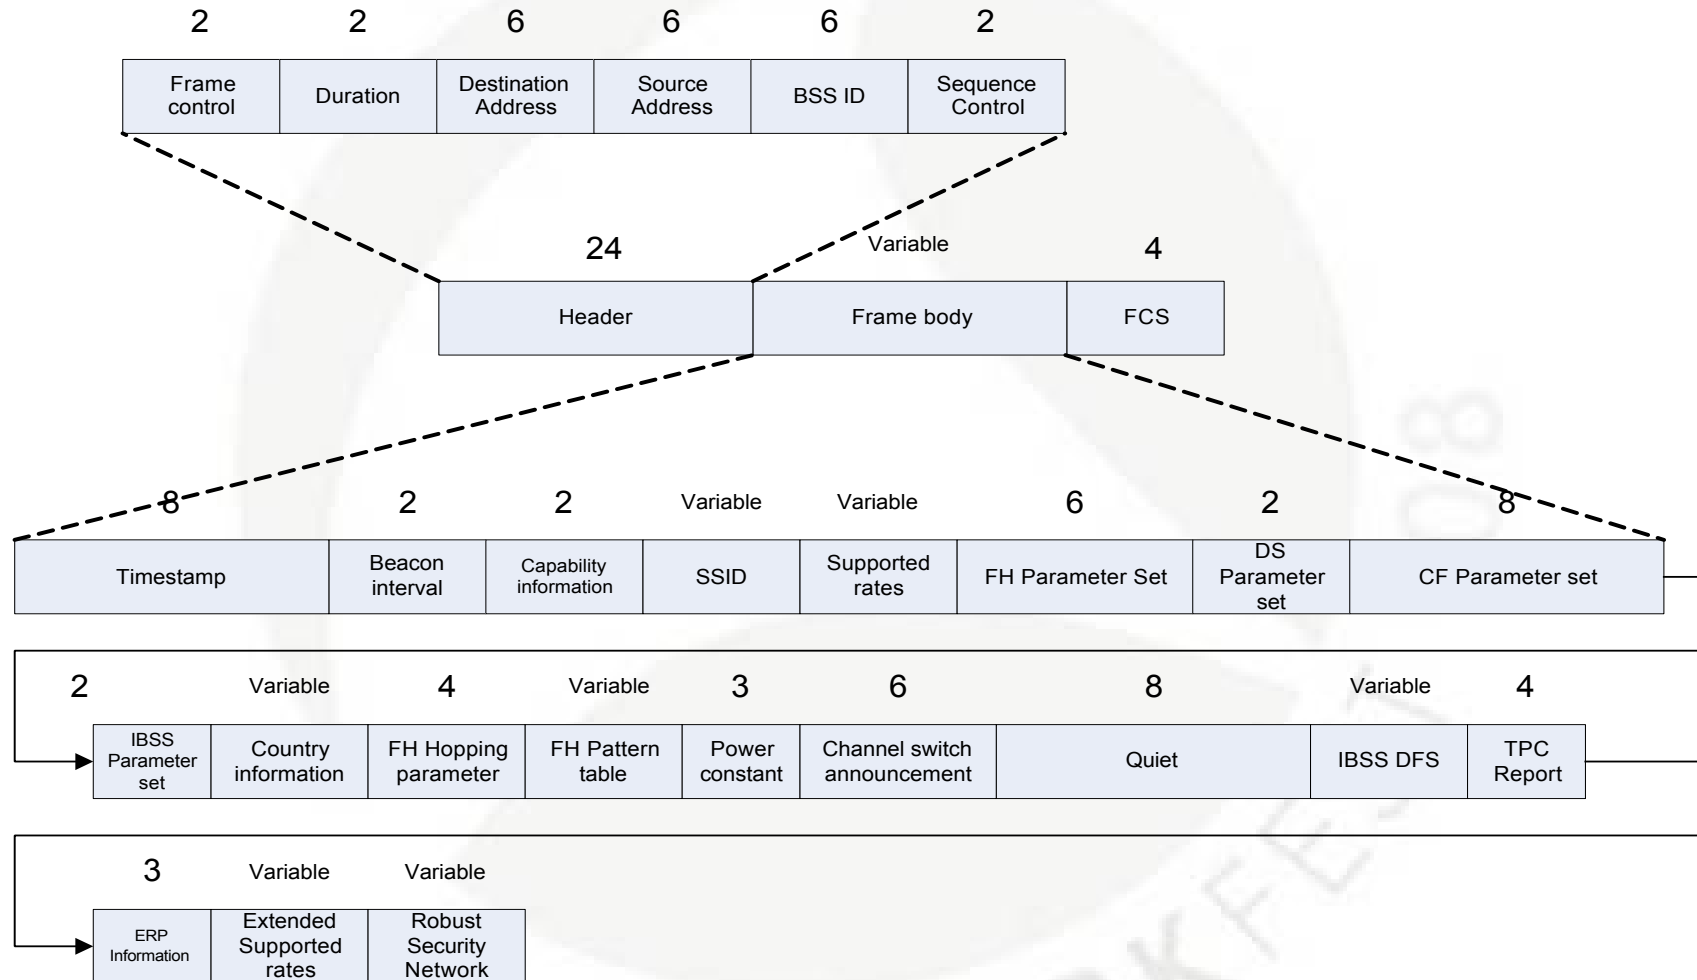 2 2 6 6 6 2
Frame control Duration Destination Address Source Address BSS ID Sequence Control
24 Variable 4
Header Frame body FCS
8 2 2 Variable Variable 6 2 8
Timestamp Beacon interval Capability information SSID Supported rates FH Parameter Set DS Parameter set CF Parameter set
2 Variable 4 Variable 3 6 8 Variable 4
IBSS Parameter set Country information FH Hopping parameter FH Pattern table Power constant Channel switch announcement Quiet IBSS DFS TPC Report
3 Variable Variable
ERP Information Extended Supported rates Robust Security Network